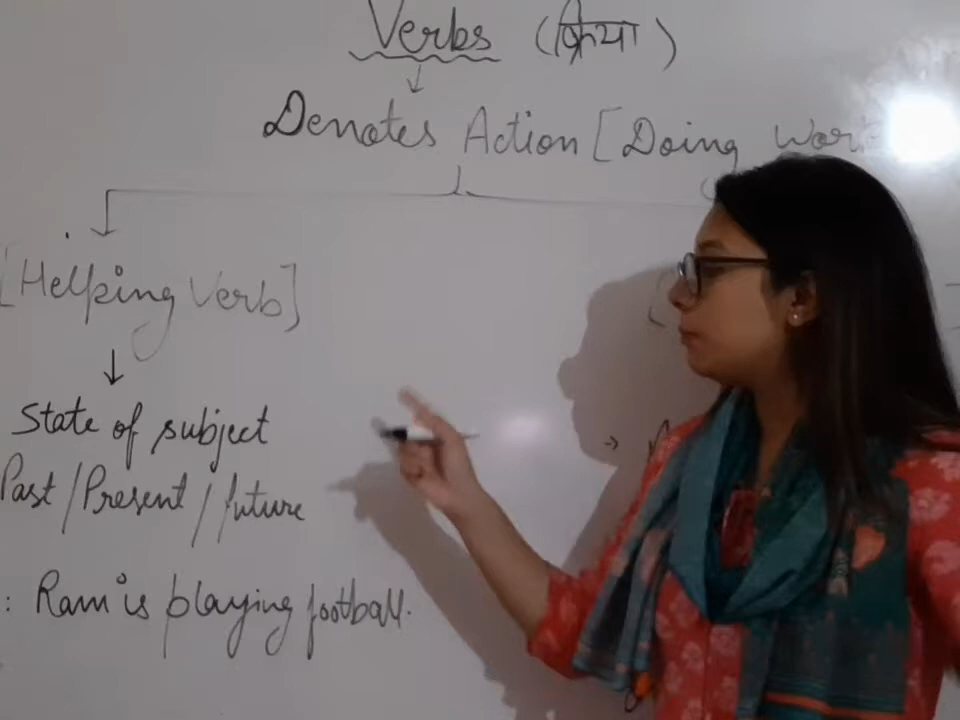 Verbs (क्रिया)
Denotes Action [Doing
[Helping Verb]
State of subject
Past / Present / future
: Ram is playing football.